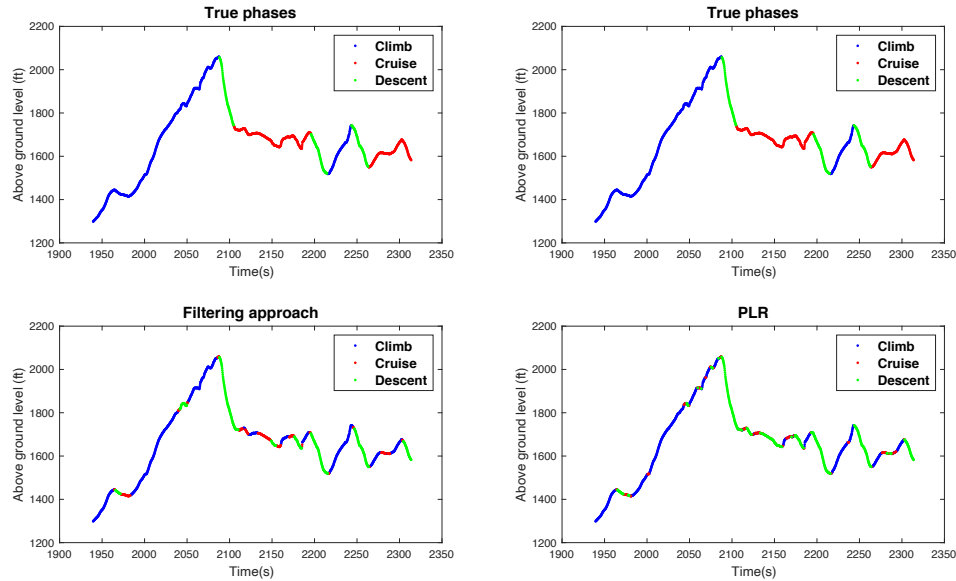 True phases
2200
2000
1800
1600
1400
1200
Above ground level (ft)
Climb
Cruise
Descent
1900 1950 2000 2050 2100 2150 2200 2250 2300 2350
Time(s)
True phases
2200
2000
1800
1600
1400
1200
Above ground level (ft)
Climb
Cruise
Descent
1900 1950 2000 2050 2100 2150 2200 2250 2300 2350
Time(s)
Filtering approach
2200
2000
1800
1600
1400
1200
Above ground level (ft)
Climb
Cruise
Descent
1900 1950 2000 2050 2100 2150 2200 2250 2300 2350
Time(s)
PLR
2200
2000
1800
1600
1400
1200
Above ground level (ft)
Climb
Cruise
Descent
1900 1950 2000 2050 2100 2150 2200 2250 2300 2350
Time(s)